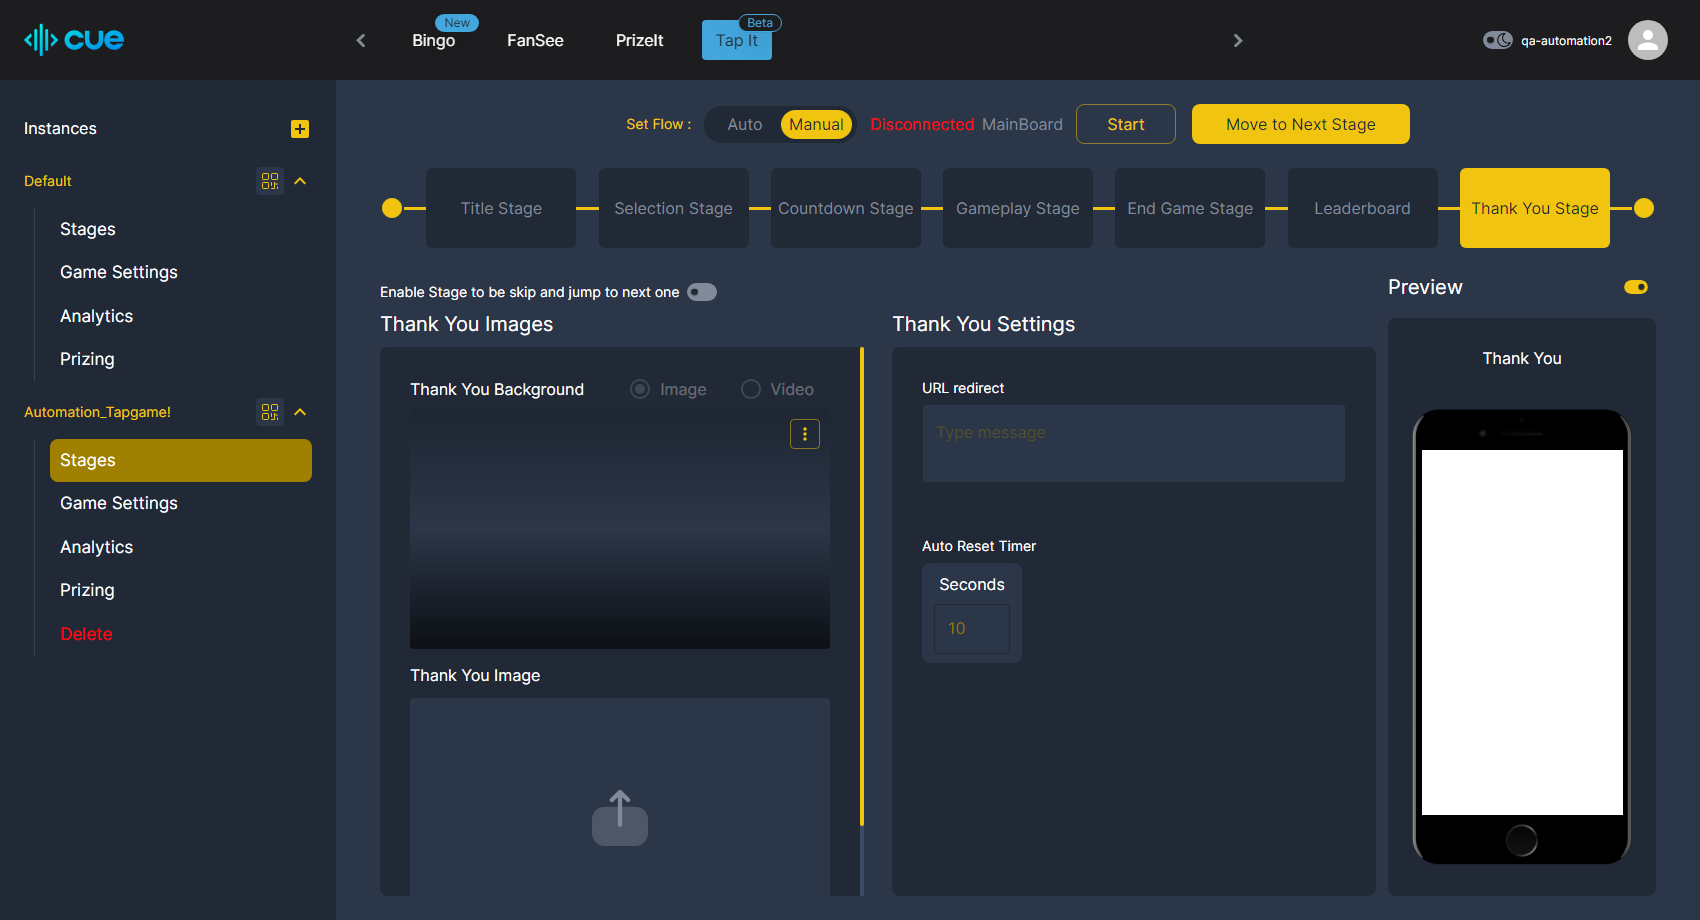 cue
New
Bingo
FanSee
PrizeIt
Beta
Tap It
qa-automation2
Instances
Default
Stages
Game Settings
Analytics
Prizing
Automation_Tapgame!
Stages
Game Settings
Analytics
Prizing
Delete
Set Flow :
Auto
Manual
Disconnected MainBoard
Start
Move to Next Stage
Title Stage
Selection Stage
Countdown Stage
Gameplay Stage
End Game Stage
Leaderboard
Thank You Stage
Enable Stage to be skip and jump to next one
Thank You Images
Thank You Background
Image
Video
Thank You Image
Thank You Settings
URL redirect
Type message
Auto Reset Timer
Seconds
10
Preview
Thank You